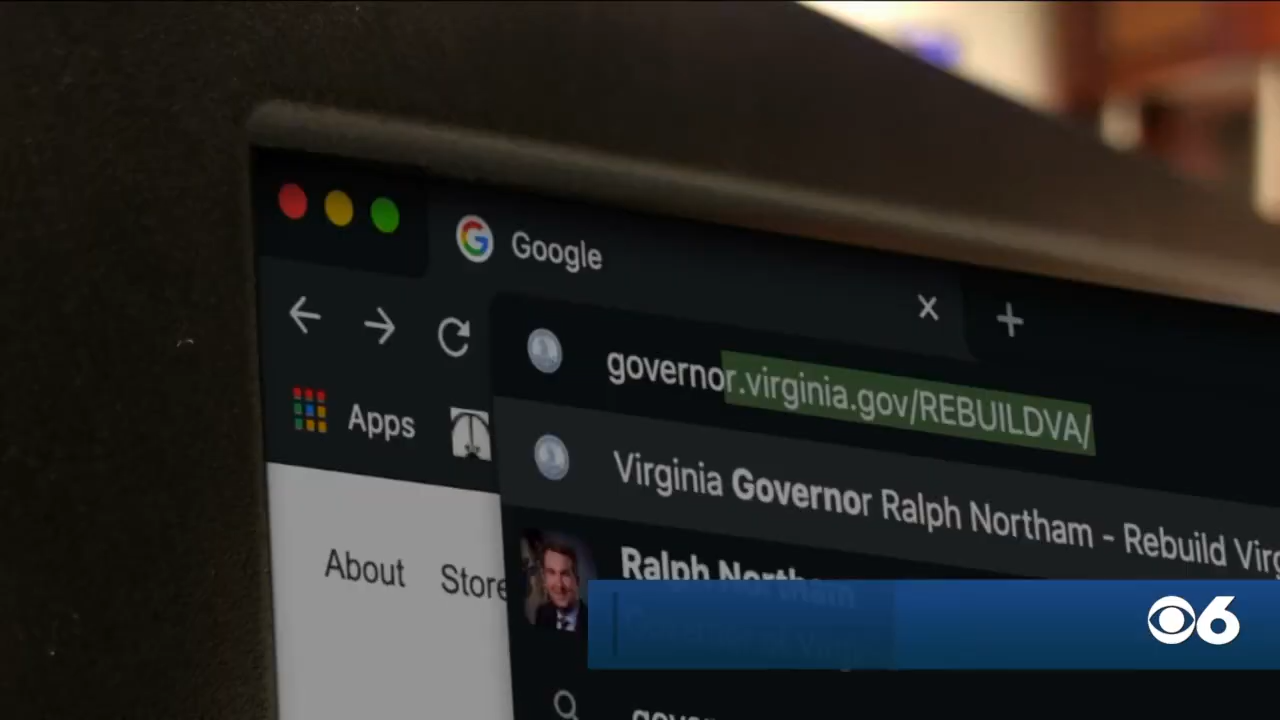 Google
governor.virginia.gov/REBUILDVA/
Apps
Virginia Governor Ralph Northam - Rebuild Virg
About Store
Ralph Northam
6